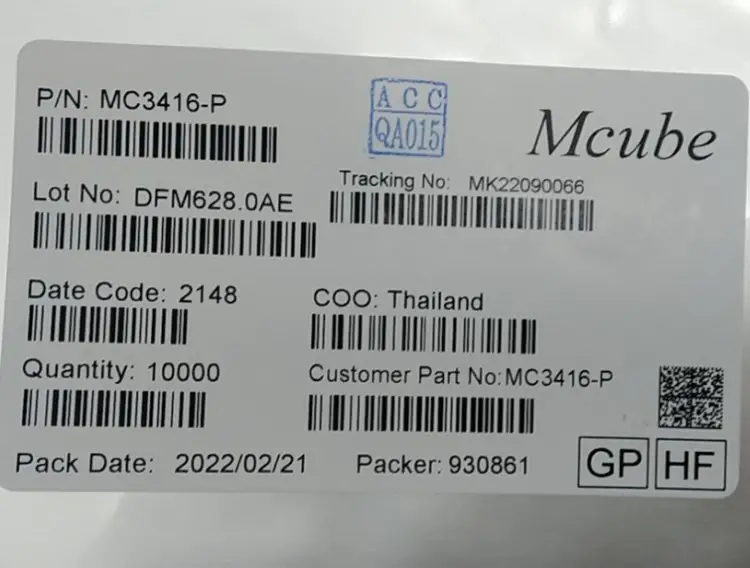 P/N: MC3416-P
ACC
QA015
Mcube
Lot No: DFM628.0AE
Tracking No: MK22090066
Date Code: 2148
COO: Thailand
Quantity: 10000
Customer Part No:MC3416-P
Pack Date: 2022/02/21
Packer: 930861
GP
HF